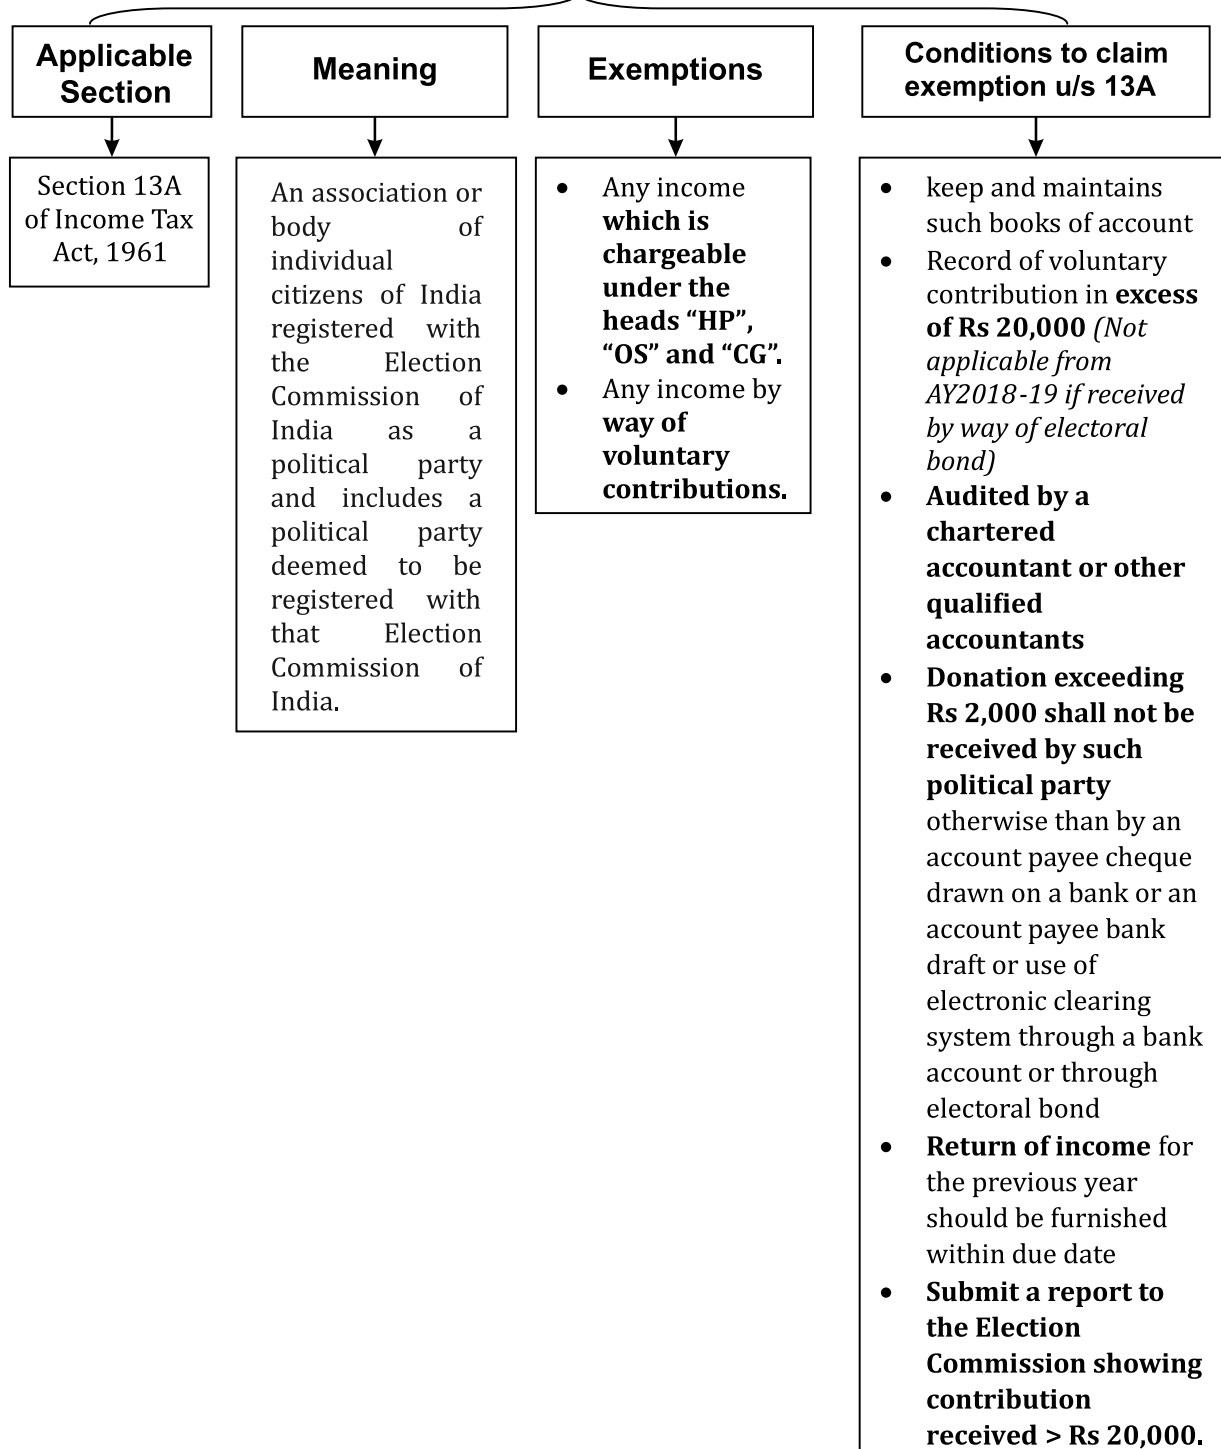 Applicable
Section
Meaning
Exemptions
Conditions to claim
exemption u/s 13A
Section 13A
of Income Tax
Act, 1961
An association or
body of
individual
citizens of India
registered with
the Election
Commission of
India as a
political party
and includes a
political party
deemed to be
registered with
that Election
Commission of
India.
• Any income
which is
chargeable
under the
heads “HP”,
“OS” and “CG”.
• Any income by
way of
voluntary
contributions.
• keep and maintains
such books of account
• Record of voluntary
contribution in excess
of Rs 20,000 (Not
applicable from
AY2018-19 if received
by way of electoral
bond)
• Audited by a
chartered
accountant or other
qualified
accountants
• Donation exceeding
Rs 2,000 shall not be
received by such
political party
otherwise than by an
account payee cheque
drawn on a bank or an
account payee bank
draft or use of
electronic clearing
system through a bank
account or through
electoral bond
• Return of income for
the previous year
should be furnished
within due date
• Submit a report to
the Election
Commission showing
contribution
received > Rs 20,000.